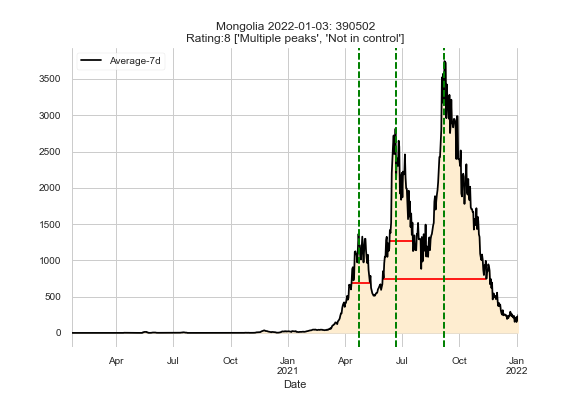 Mongolia 2022-01-03: 390502
Rating:8 ['Multiple peaks', 'Not in control']
Average-7d
3500
3000
2500
2000
1500
1000
500
0
Apr
Jul
Oct
Jan
2021
Apr
Jul
Oct
Jan
2022
Date